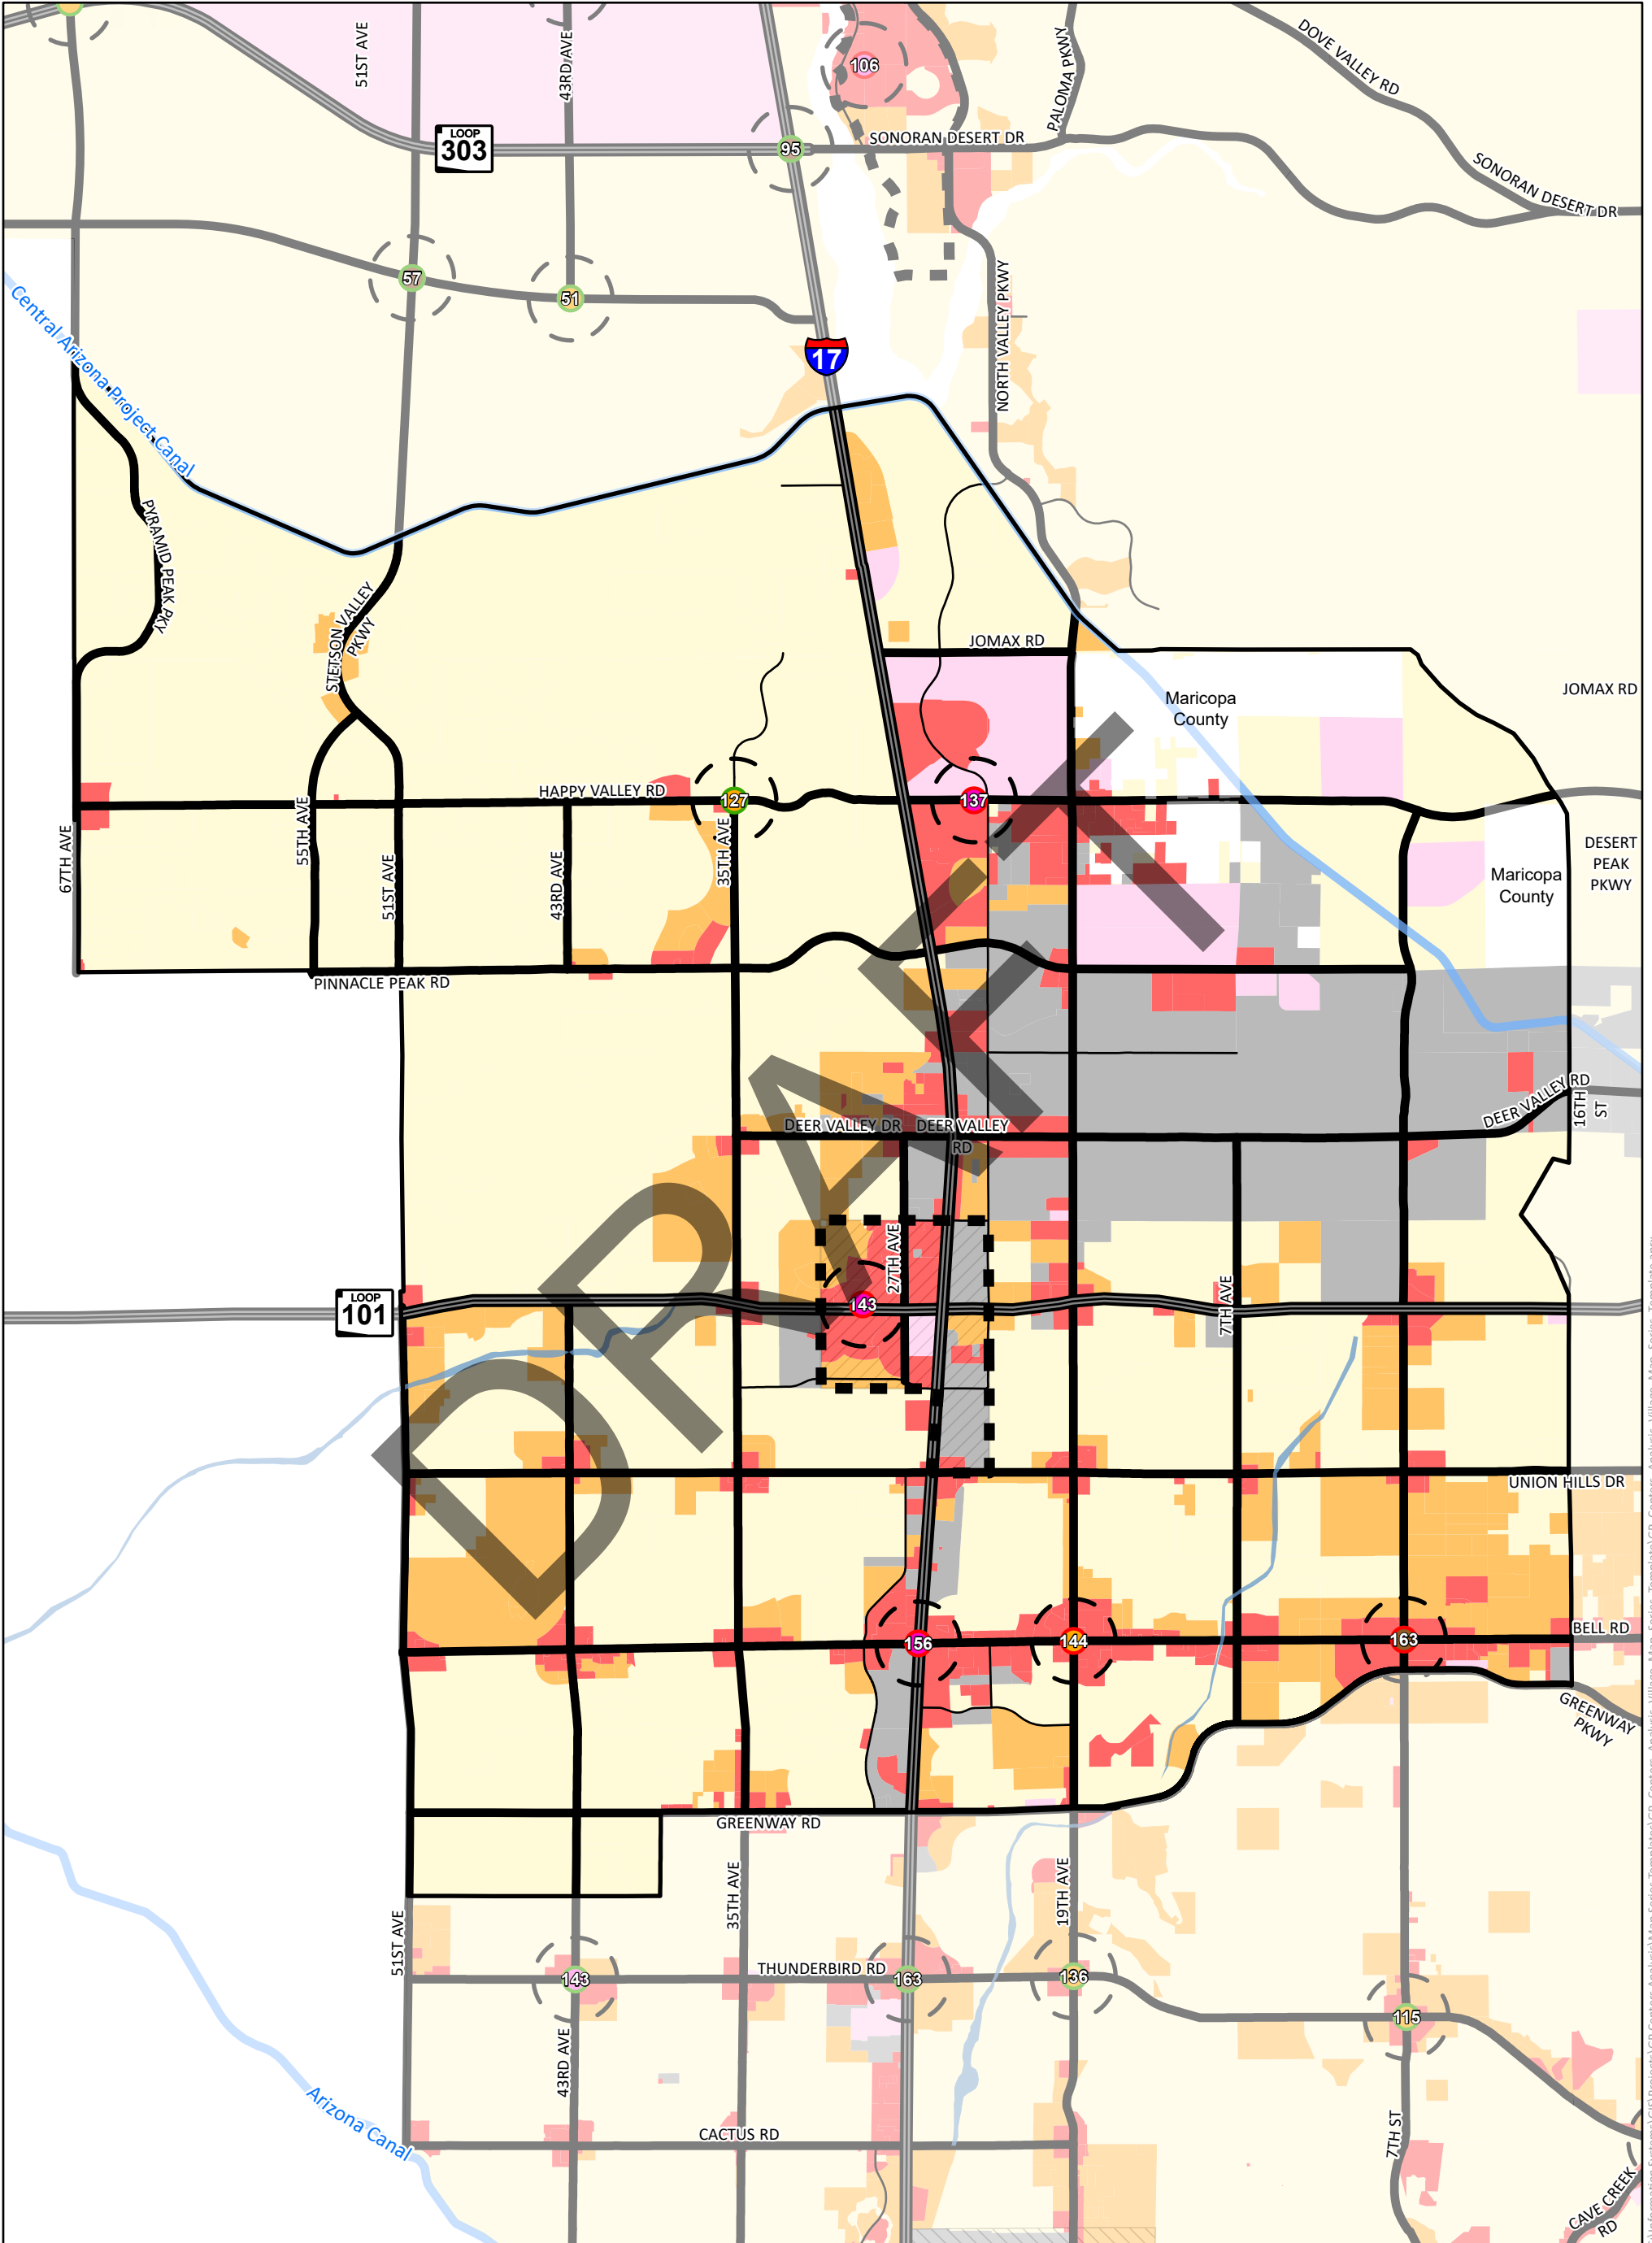 DOVE VALLEY RD
51ST AVE
43RD AVE
PALOMA PKWY
106
LOOP
303
95
SONORAN DESERT DR
SONORAN DESERT DR
57
51
Central Arizona Project Canal
NORTH VALLEY PKWY
17
PYRAMID PEAK PKY
STETSON VALLEY
PKWY
JOMAX RD
JOMAX RD
Maricopa
County
HAPPY VALLEY RD
127
137
67TH AVE
55TH AVE
51ST AVE
43RD AVE
35TH AVE
DESERT
PEAK
PKWY
Maricopa
County
PINNACLE PEAK RD
DEER VALLEY DR
DEER VALLEY
RD
DEER VALLEY RD
16TH
ST
DRAFT
27TH AVE
143
7TH AVE
LOOP
101
UNION HILLS DR
156
144
163
BELL RD
GREENWAY
PKWY
GREENWAY RD
51ST AVE
35TH AVE
19TH AVE
143
THUNDERBIRD RD
163
136
115
43RD AVE
Arizona Canal
CACTUS RD
7TH ST
CAVE CREEK
RD